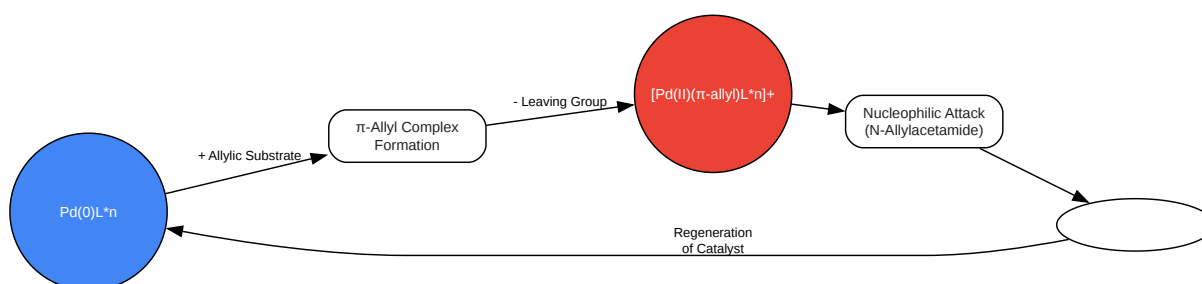 Pd(0)L*n
+ Allylic Substrate
π-Allyl Complex
Formation
- Leaving Group
[Pd(II)(π-allyl)L*n]+
Nucleophilic Attack
(N-Allylacetamide)
Regeneration
of Catalyst